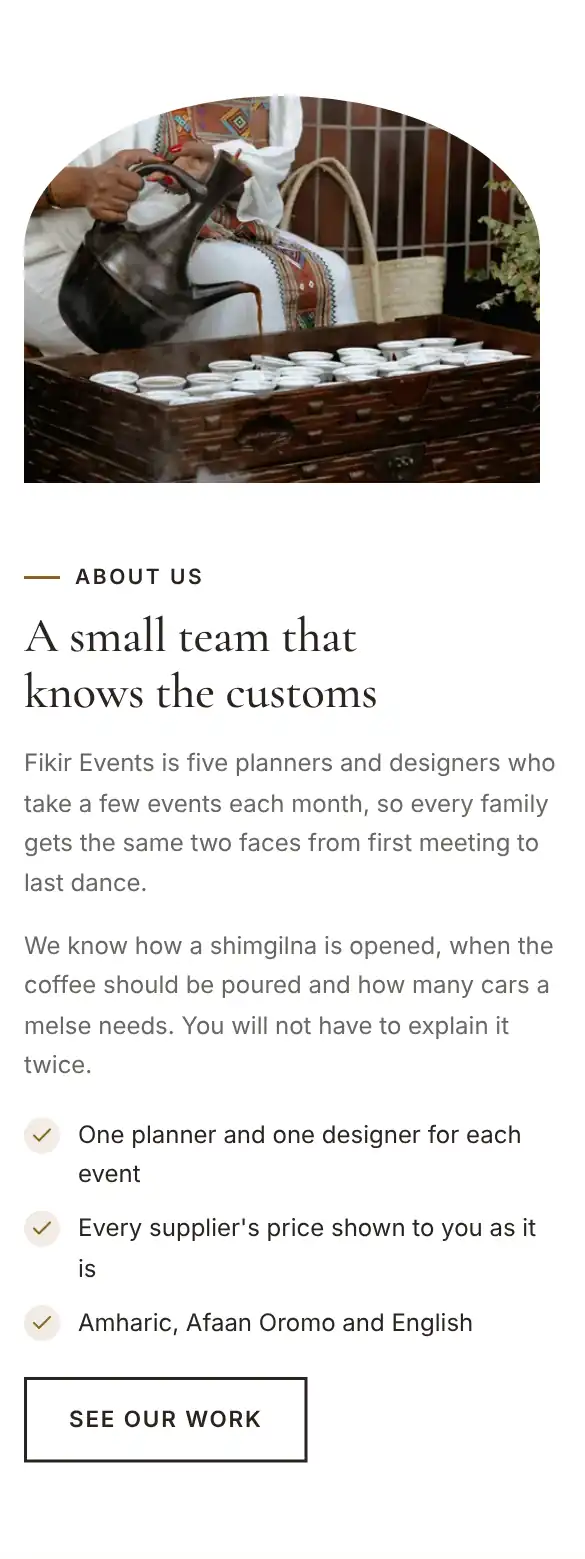 ABOUT US
A small team that
knows the customs
Fikir Events is five planners and designers who
take a few events each month, so every family
gets the same two faces from first meeting to
last dance.
We know how a shimgilna is opened, when the
coffee should be poured and how many cars a
melse needs. You will not have to explain it
twice.
One planner and one designer for each
event
Every supplier's price shown to you as it
is
Amharic, Afaan Oromo and English
SEE OUR WORK